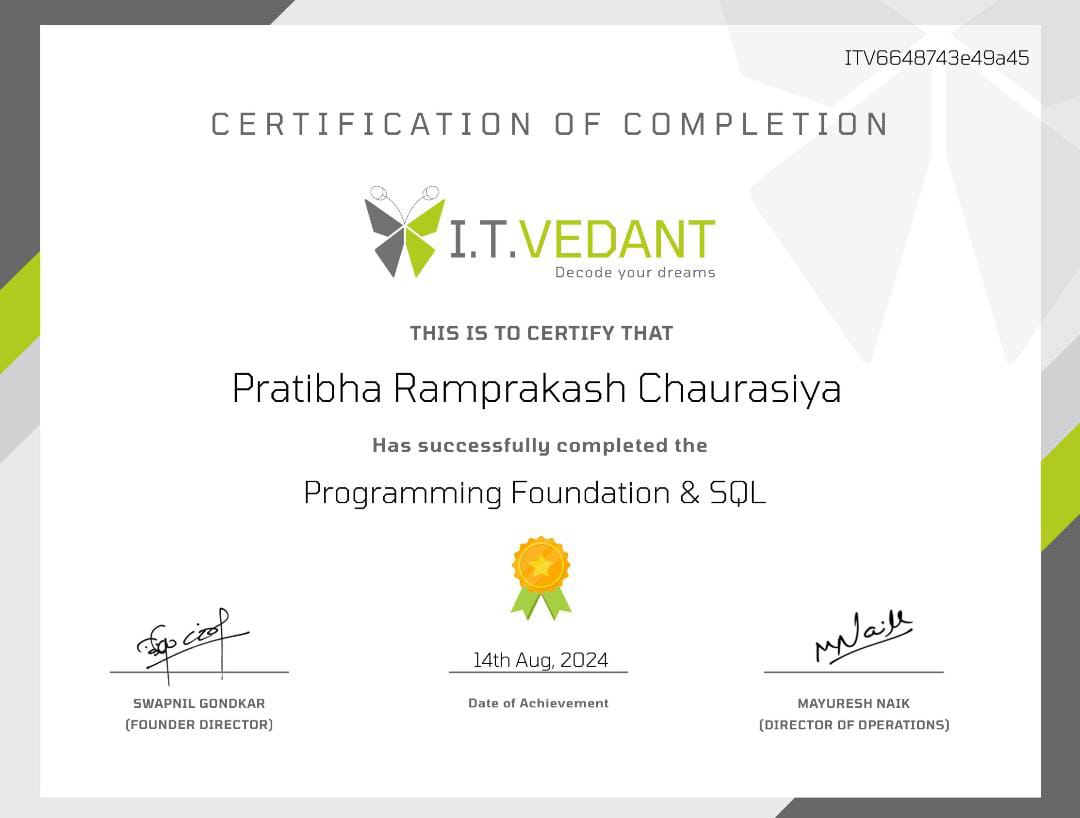 ITV6648743e49a45
CERTIFICATION OF COMPLETION
I.T.VEDANT
Decode your dreams
THIS IS TO CERTIFY THAT
Pratibha Ramprakash Chaurasiya
Has successfully completed the
Programming Foundation & SQL
14th Aug, 2024
SWAPNIL GONDKAR
(FOUNDER DIRECTOR)
Date of Achievement
MNaik
MAYURESH NAIK
(DIRECTOR OF OPERATIONS)